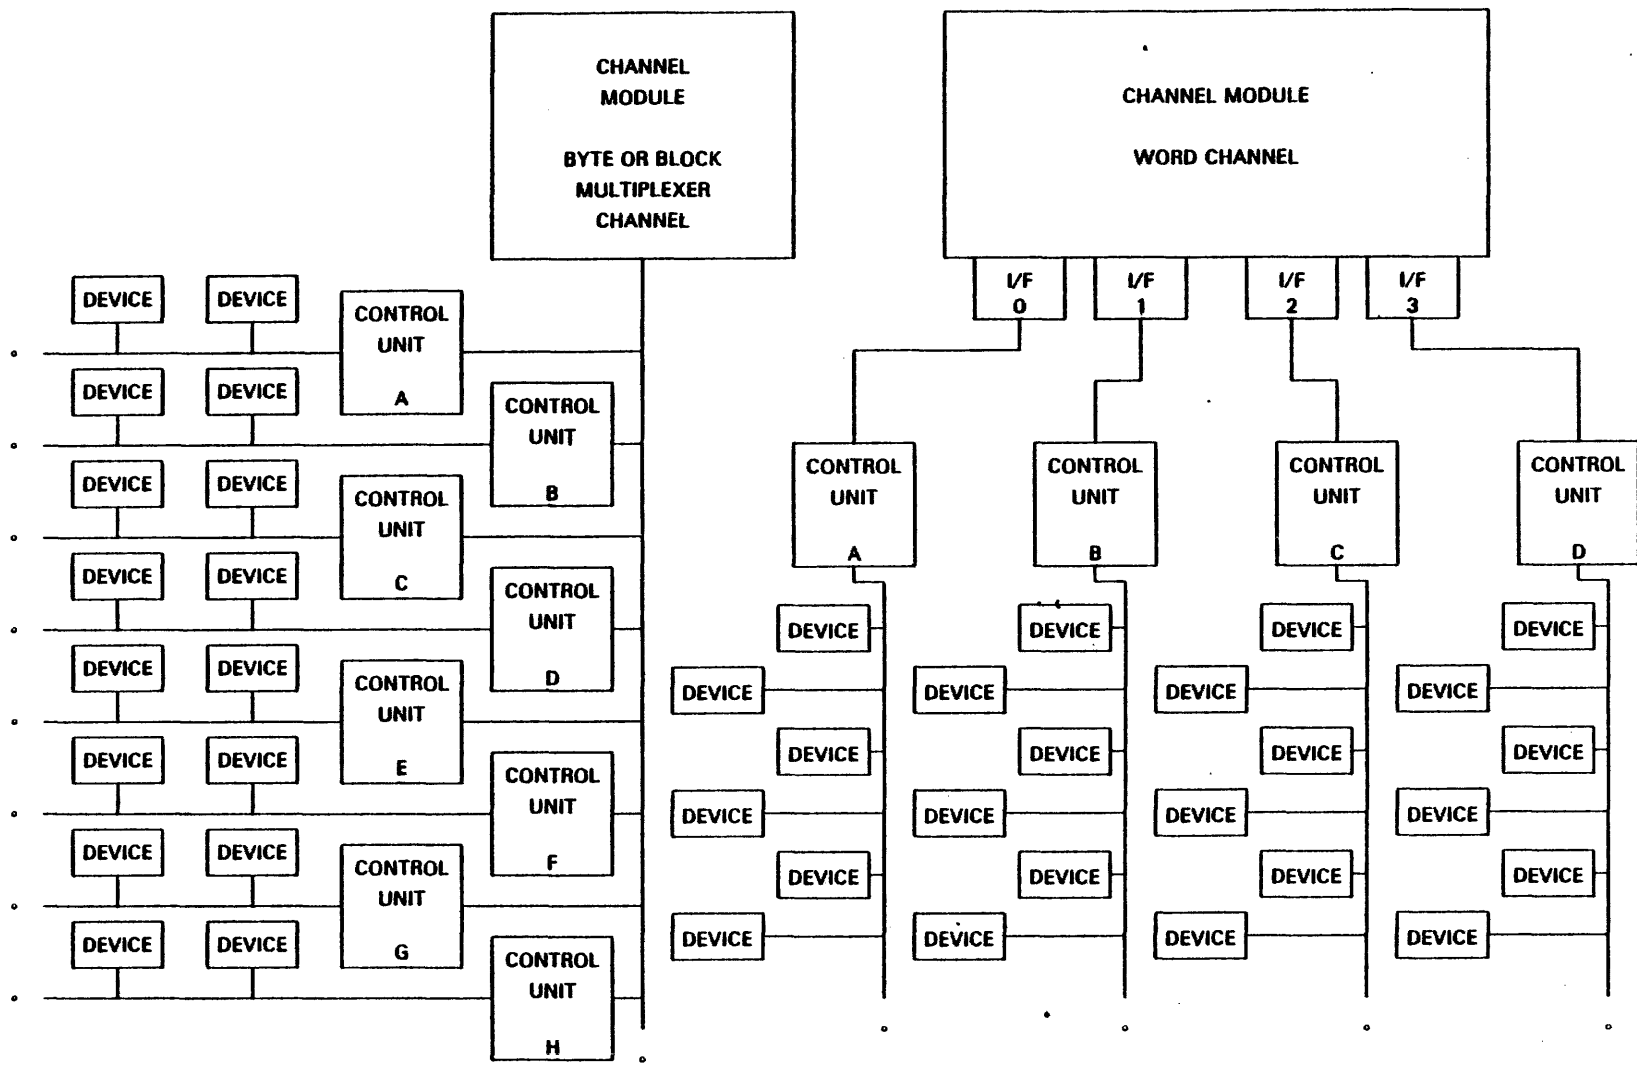 CHANNEL
MODULE
BYTE OR BLOCK
MULTIPLEXER
CHANNEL
DEVICE DEVICE
CONTROL
UNIT
A
DEVICE DEVICE
CONTROL
UNIT
B
DEVICE DEVICE
CONTROL
UNIT
C
DEVICE DEVICE
CONTROL
UNIT
D
DEVICE DEVICE
CONTROL
UNIT
E
DEVICE DEVICE
CONTROL
UNIT
F
DEVICE DEVICE
CONTROL
UNIT
G
DEVICE DEVICE
CONTROL
UNIT
H
CHANNEL MODULE
WORD CHANNEL
I/F
0
I/F
1
I/F
2
I/F
3
CONTROL
UNIT
A
DEVICE
DEVICE
DEVICE
DEVICE
DEVICE
DEVICE
CONTROL
UNIT
B
DEVICE
DEVICE
DEVICE
DEVICE
DEVICE
DEVICE
CONTROL
UNIT
C
DEVICE
DEVICE
DEVICE
DEVICE
DEVICE
DEVICE
CONTROL
UNIT
D
DEVICE
DEVICE
DEVICE
DEVICE
DEVICE
DEVICE